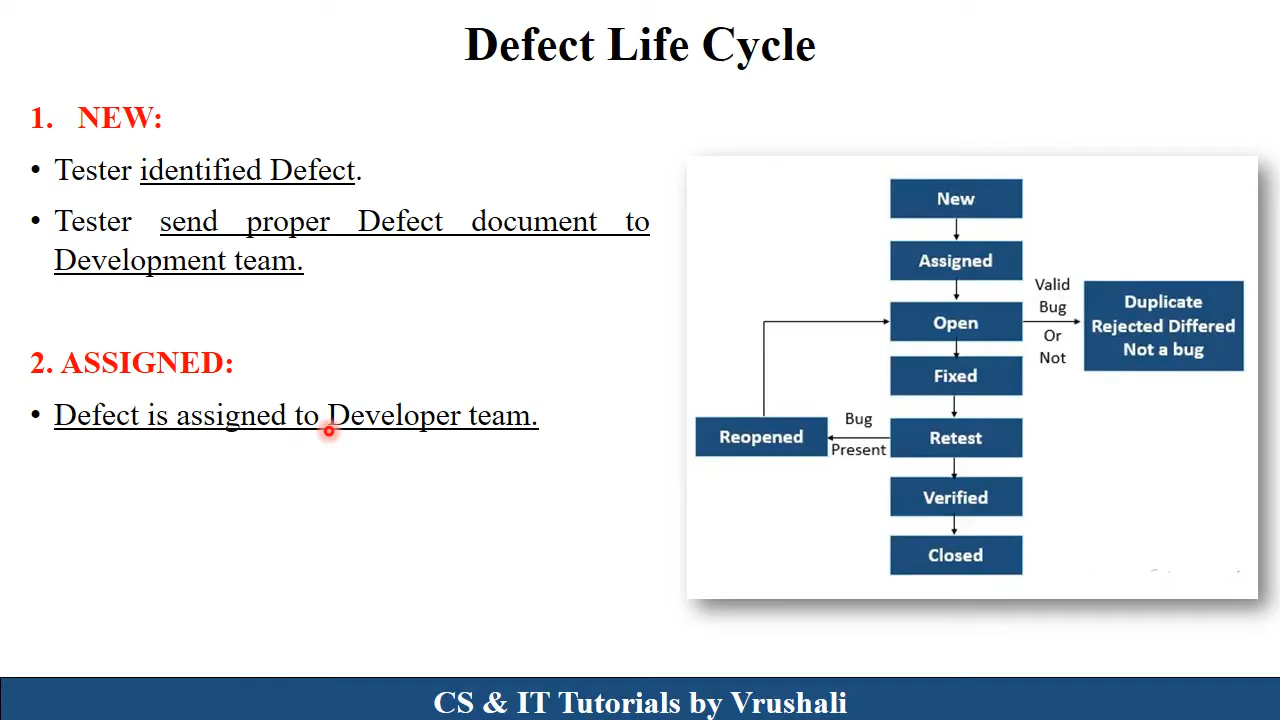 Defect Life Cycle
1. NEW:
• Tester identified Defect.
• Tester send proper Defect document to
Development team.
2. ASSIGNED:
• Defect is assigned to Developer team.
New
Assigned
Open
Valid
Bug
Or
Not
Duplicate
Rejected Differed
Not a bug
Fixed
Reopened
Bug
Present
Retest
Verified
Closed
CS & IT Tutorials by Vrushali